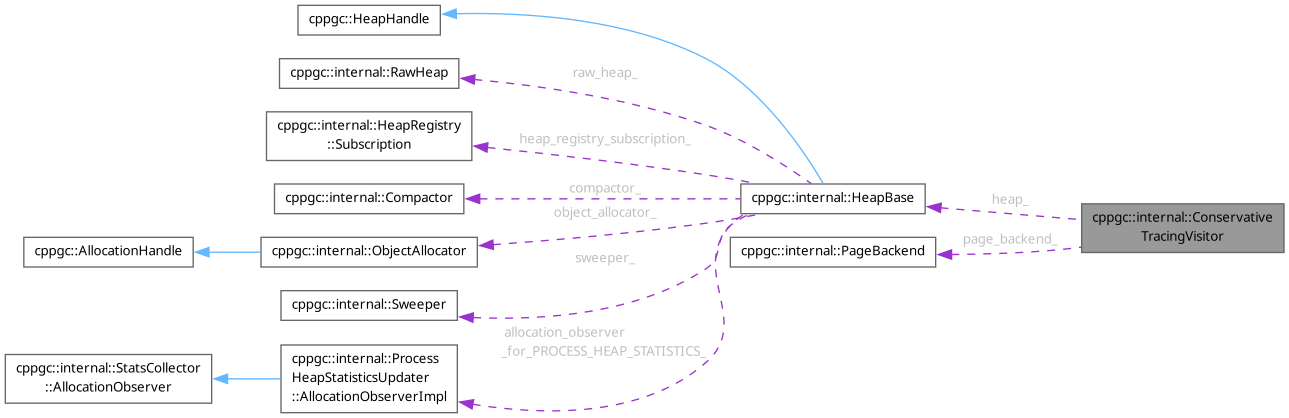 cppgc::HeapHandle
cppgc::internal::RawHeap
raw_heap_
cppgc::internal::HeapRegistry
::Subscription
heap_registry_subscription_
cppgc::internal::Compactor
compactor_
cppgc::internal::HeapBase
heap_
cppgc::internal::Conservative
TracingVisitor
object_allocator_
cppgc::AllocationHandle
cppgc::internal::ObjectAllocator
cppgc::internal::PageBackend
page_backend_
sweeper_
cppgc::internal::Sweeper
allocation_observer
_for_PROCESS_HEAP_STATISTICS_
cppgc::internal::StatsCollector
::AllocationObserver
cppgc::internal::Process
HeapStatisticsUpdater
::AllocationObserverImpl